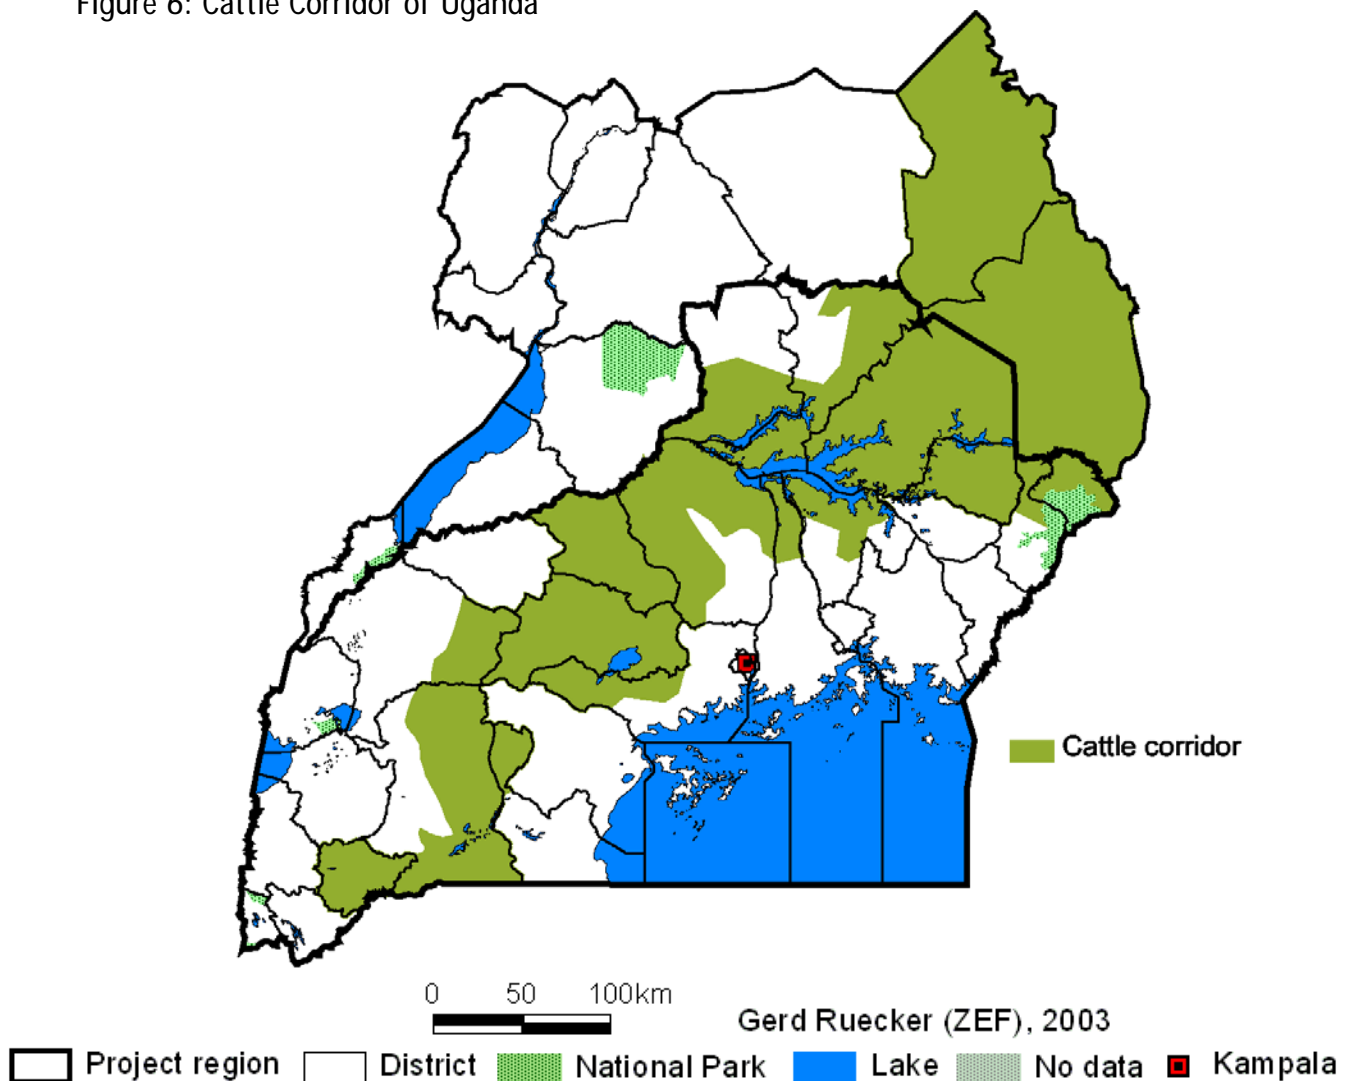 Figure 6: Cattle Corridor of Uganda
Cattle corridor
0 50 100km
Gerd Ruecker (ZEF), 2003
Project region District National Park Lake No data Kampala